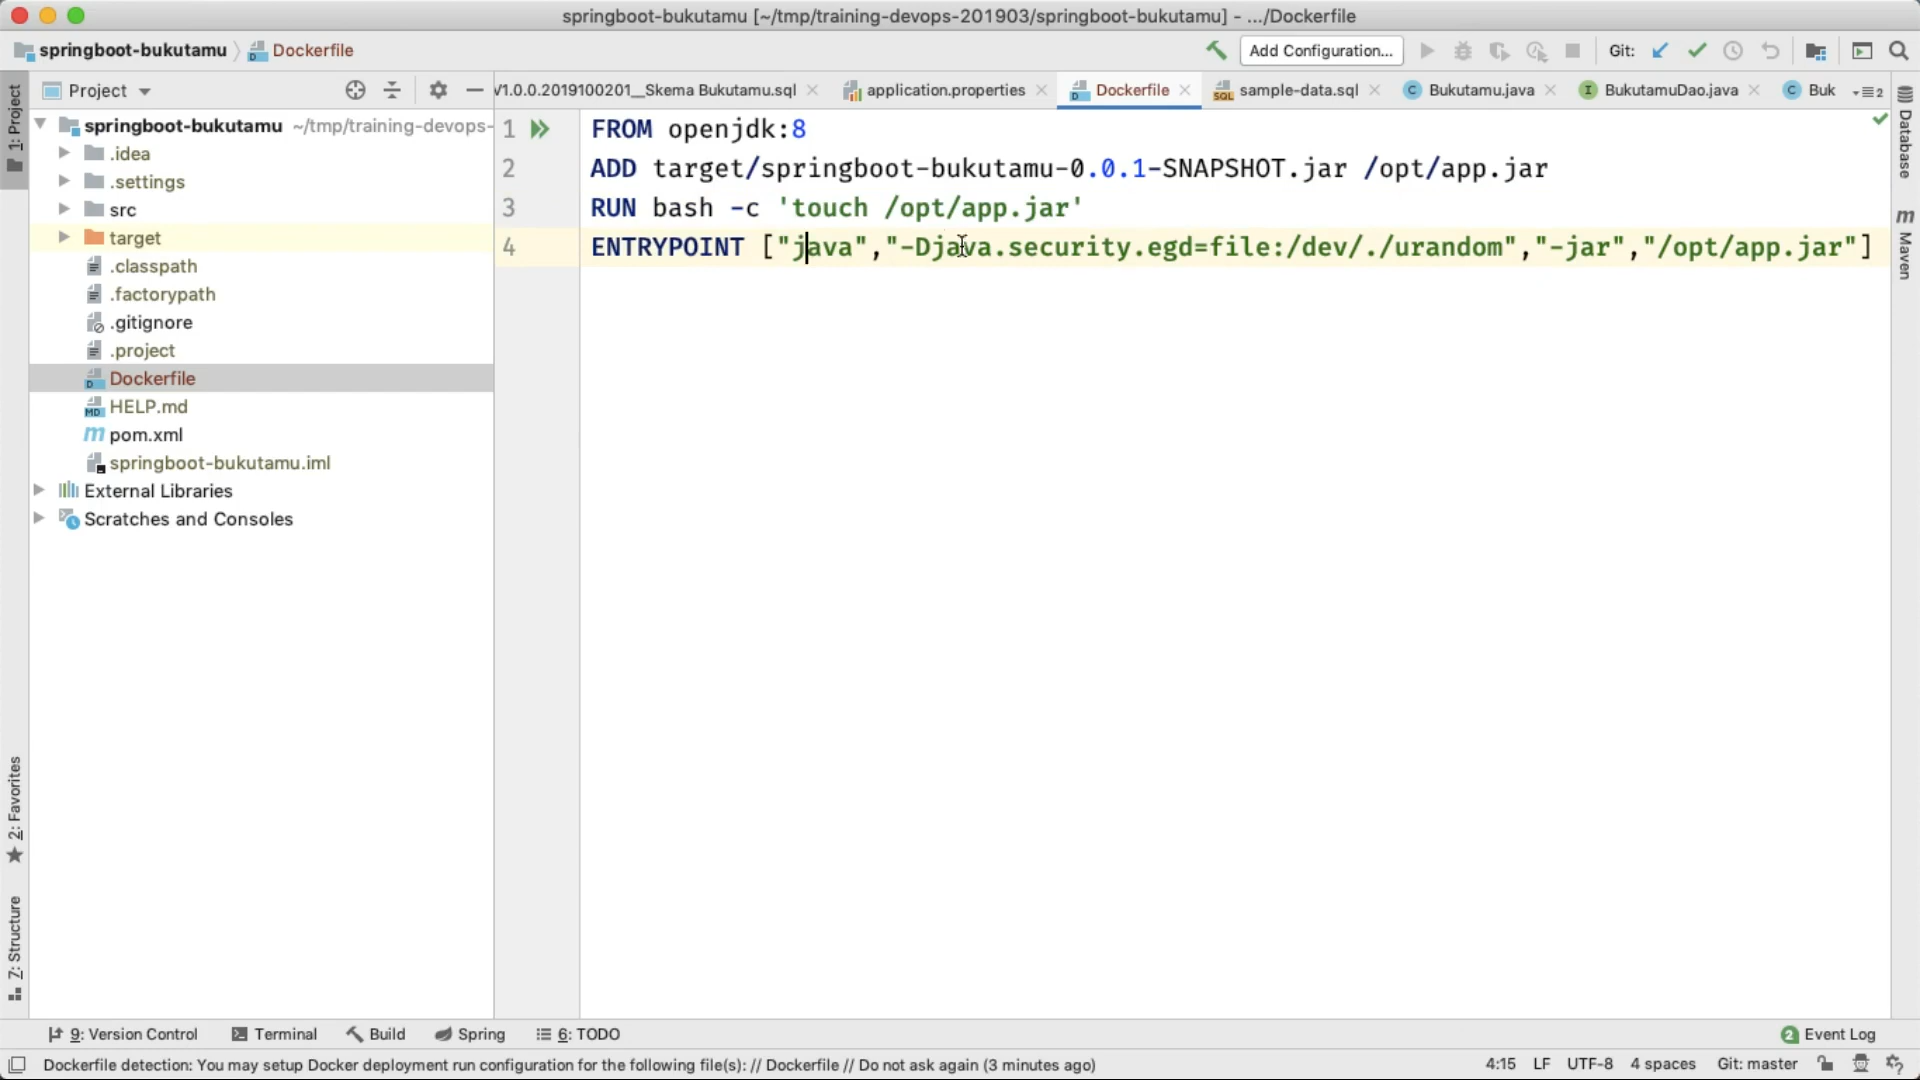 springboot-bukutamu [~/tmp/training-devops-201903/springboot-bukutamu] - .../Dockerfile
springboot-bukutamu Dockerfile
Add Configuration...
Git:
1: Project
Project
V1.0.0.2019100201__Skema Bukutamu.sql
application.properties
Dockerfile
sample-data.sql
Bukutamu.java
BukutamuDao.java
Buk
2
springboot-bukutamu ~/tmp/training-devops-
.idea
.settings
src
target
.classpath
.factorypath
.gitignore
.project
Dockerfile
HELP.md
pom.xml
springboot-bukutamu.iml
External Libraries
Scratches and Consoles
1 FROM openjdk:8
2 ADD target/springboot-bukutamu-0.0.1-SNAPSHOT.jar /opt/app.jar
3 RUN bash -c 'touch /opt/app.jar'
4 ENTRYPOINT ["java","-Djava.security.egd=file:/dev/./urandom","-jar","/opt/app.jar"]
Database
Maven
2: Favorites
7: Structure
9: Version Control
Terminal
Build
Spring
6: TODO
2 Event Log
Dockerfile detection: You may setup Docker deployment run configuration for the following file(s): // Dockerfile // Do not ask again (3 minutes ago)
4:15 LF UTF-8 4 spaces Git: master